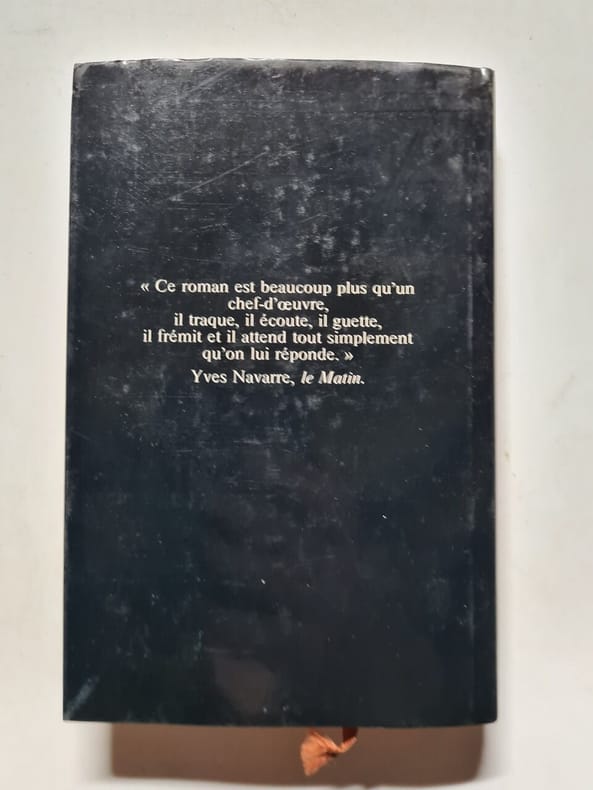 « Ce roman est beaucoup plus qu'un
chef-d'œuvre,
il traque, il écoute, il guette,
il frémit et il attend tout simplement
qu'on lui réponde. »
Yves Navarre, le Matin.